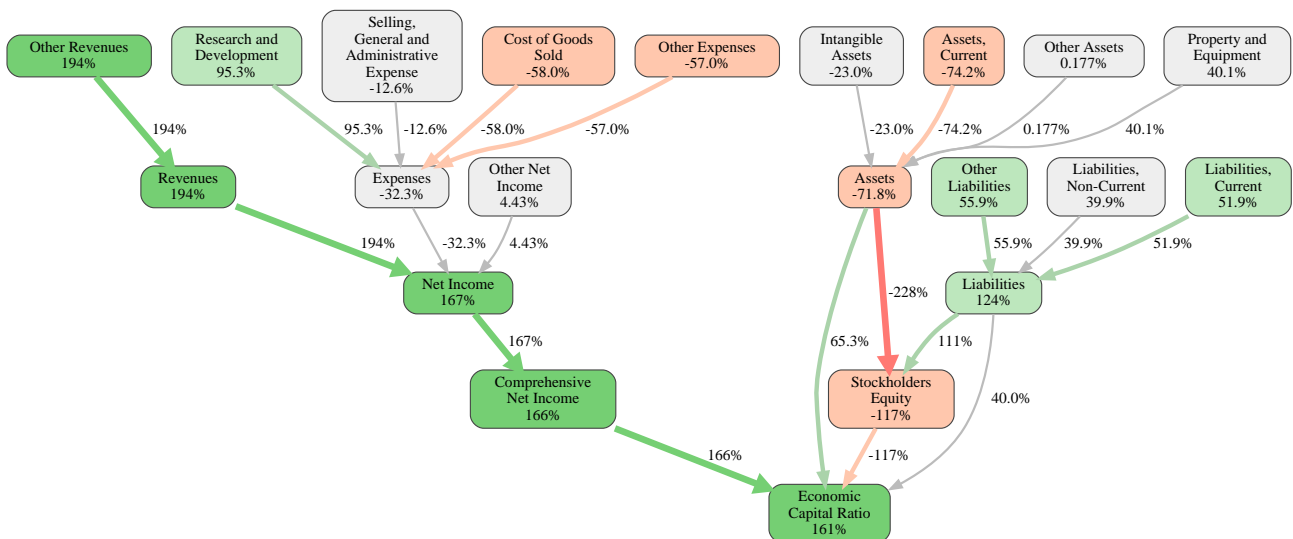 Other Revenues
194%
Research and
Development
95.3%
Selling,
General and
Administrative
Expense
-12.6%
Cost of Goods
Sold
-58.0%
Other Expenses
-57.0%
Intangible
Assets
-23.0%
Assets,
Current
-74.2%
Other Assets
0.177%
Property and
Equipment
40.1%
194%
95.3%
-12.6%
-58.0%
-57.0%
-23.0%
-74.2%
0.177%
40.1%
Revenues
194%
Expenses
-32.3%
Other Net
Income
4.43%
Assets
-71.8%
Other
Liabilities
55.9%
Liabilities,
Non-Current
39.9%
Liabilities,
Current
51.9%
194%
-32.3%
4.43%
55.9%
39.9%
51.9%
Net Income
167%
-228%
Liabilities
124%
167%
65.3%
111%
Comprehensive
Net Income
166%
Stockholders
Equity
-117%
40.0%
166%
-117%
Economic
Capital Ratio
161%